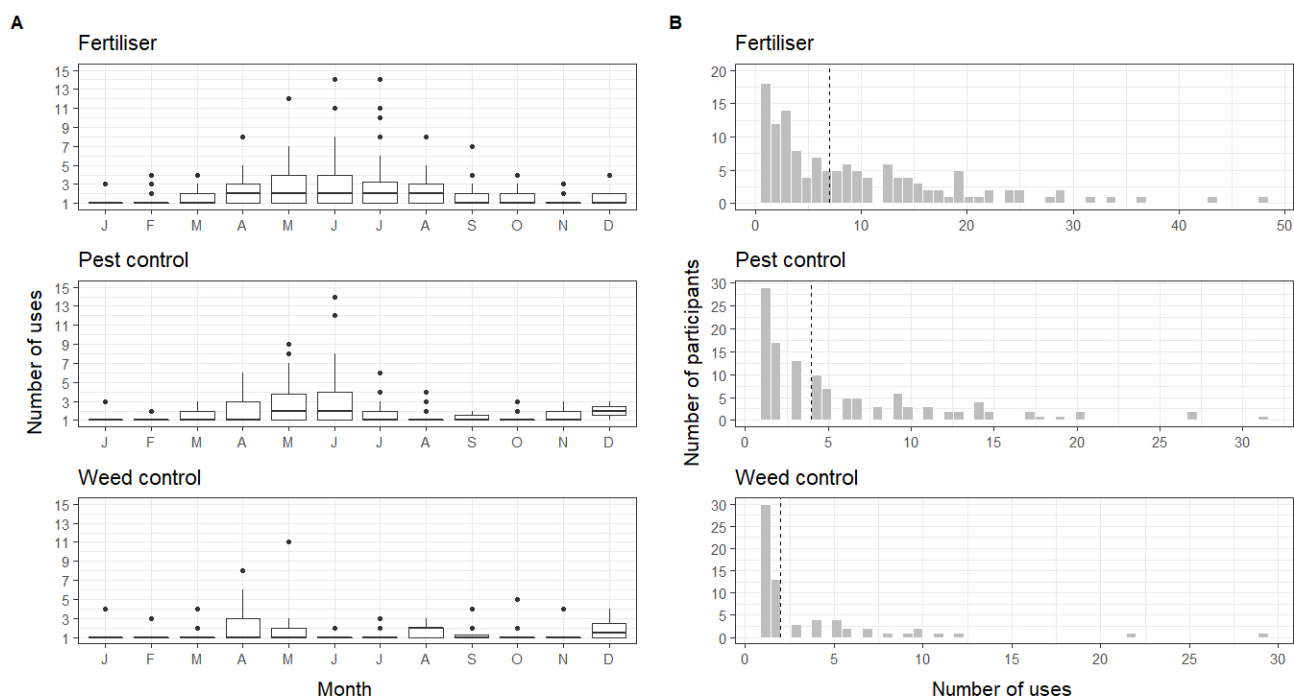 A
Fertiliser
15
13
11
9
7
5
3
1
J F M A M J J A S O N D
Pest control
15
13
11
9
7
5
3
1
J F M A M J J A S O N D
Weed control
15
13
11
9
7
5
3
1
J F M A M J J A S O N D
Number of uses
Month
B
Fertiliser
20
15
10
5
0
0 10 20 30 40 50
Pest control
30
25
20
15
10
5
0
0 5 10 15 20 25 30
Weed control
30
25
20
15
10
5
0
0 5 10 15 20 25 30
Number of participants
Number of uses